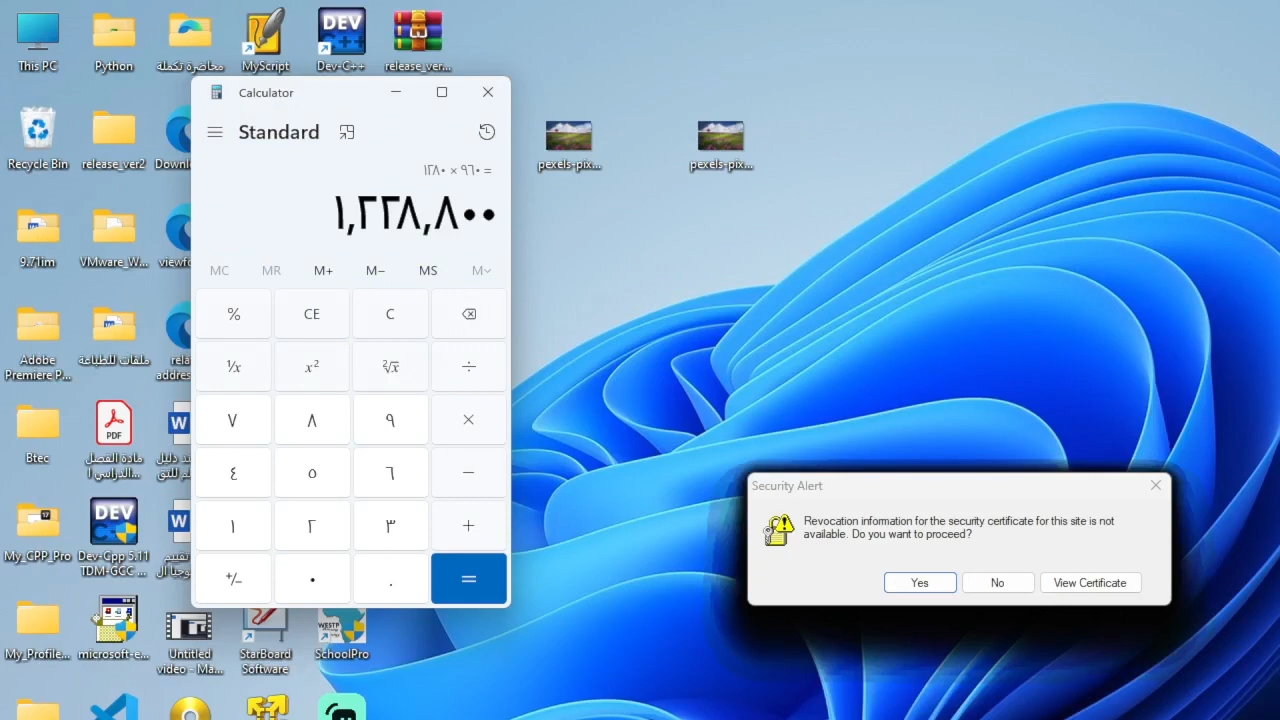 This PC
Python
محاضرة تكملة
MyScript
Dev-C++
release_ver...
Recycle Bin
release_ver2
9.71im
VMware_W...
Adobe
Premiere P...
ملفات للطباعة
Btec
PDF
مادة الفصل
الدراسي ا...
My_CPP_Pro
Dev-Cpp 5.11
TDM-GCC ...
My_Profile...
microsoft-e...
Untitled
video - Ma...
StarBoard
Software
SchoolPro
Calculator
Standard
١٢٨٠ × ٩٦٠ =
١,٢٢٨,٨٠٠
MC MR M+ M− MS M
% CE C
¹⁄x x² ²√x ÷
٧ ٨ ٩ ×
٤ ٥ ٦ −
١ ٢ ٣ +
+/− ٠ . =
pexels-pix...
pexels-pix...
Security Alert
Revocation information for the security certificate for this site is not
available. Do you want to proceed?
Yes
No
View Certificate